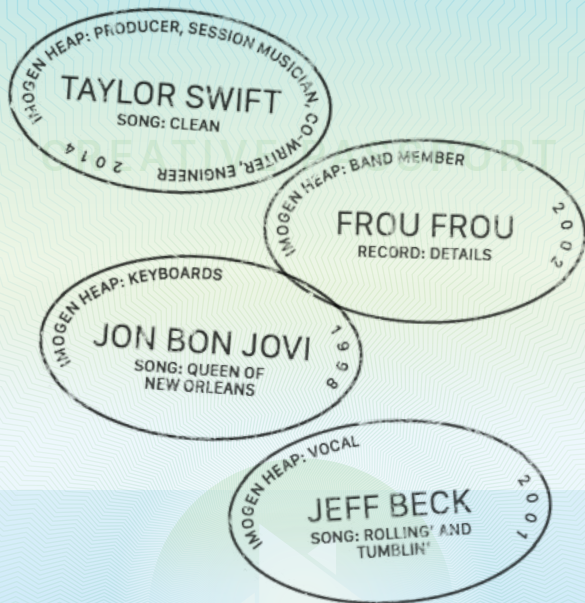 IMOGEN HEAP: PRODUCER, SESSION MUSICIAN, CO-WRITER, ENGINEER
TAYLOR SWIFT
SONG: CLEAN
2014
CREATIVE PASSPORT
IMOGEN HEAP: BAND MEMBER
FROU FROU
RECORD: DETAILS
2002
IMOGEN HEAP: KEYBOARDS
JON BON JOVI
SONG: QUEEN OF
NEW ORLEANS
1998
IMOGEN HEAP: VOCAL
JEFF BECK
SONG: ROLLING' AND
TUMBLIN'
2001